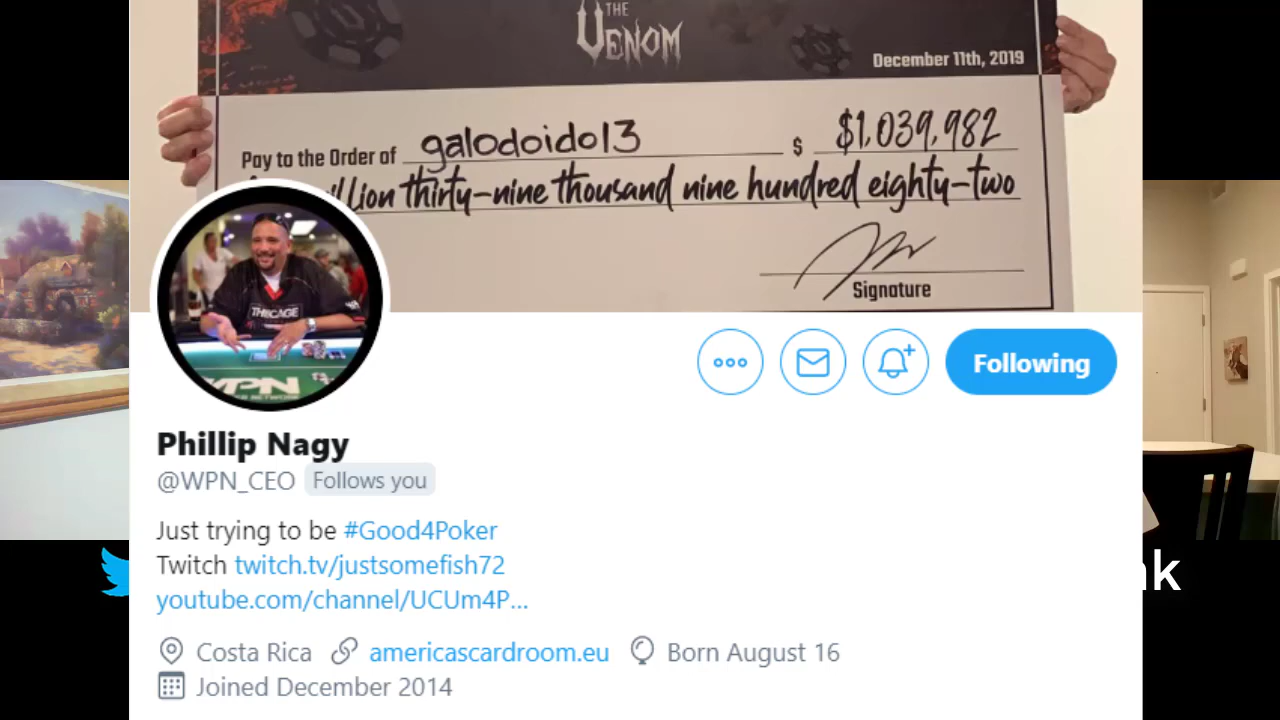 THE
VENOM
December 11th, 2019
Pay to the Order of galodoido13 $ $1,039,982
thirty-nine thousand nine hundred eighty-two
Signature
THECAGE
WPN
Phillip Nagy
@WPN_CEO Follows you
Following
Just trying to be #Good4Poker
Twitch twitch.tv/justsomefish72
youtube.com/channel/UCUm4P...
Costa Rica americascardroom.eu Born August 16
Joined December 2014